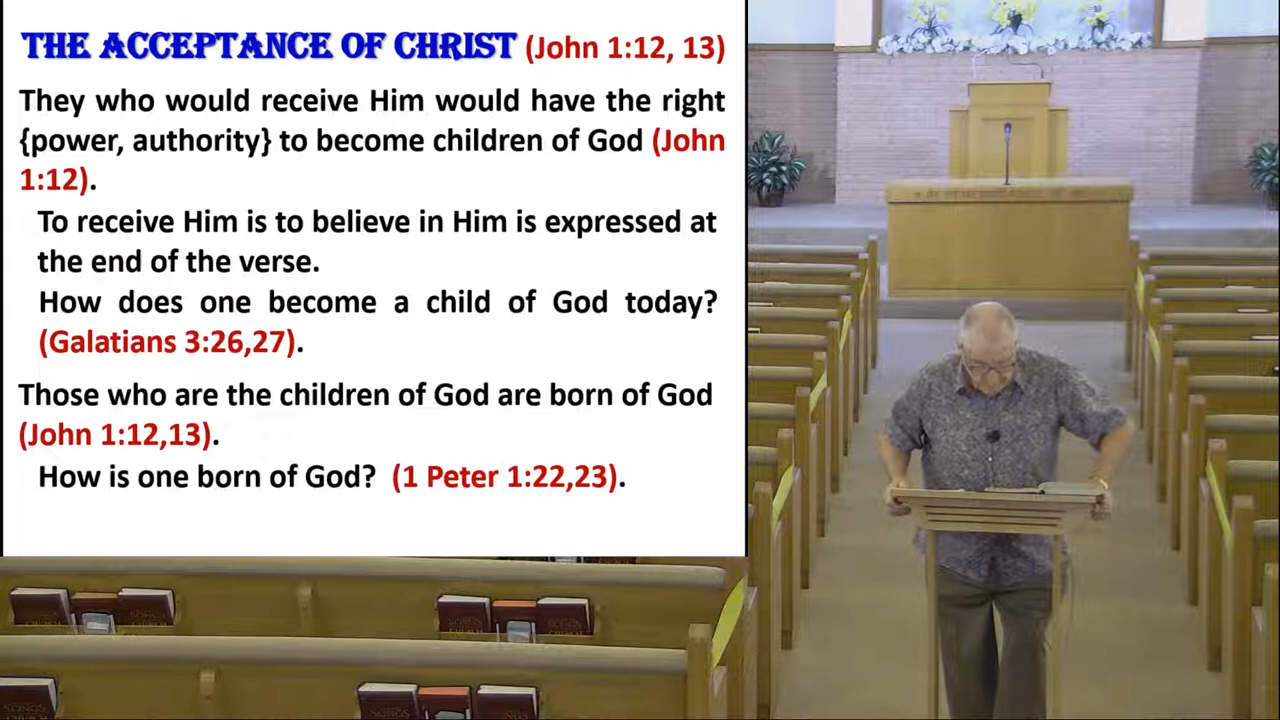 THE ACCEPTANCE OF CHRIST (John 1:12, 13)
They who would receive Him would have the right
{power, authority} to become children of God (John
1:12).
To receive Him is to believe in Him is expressed at
the end of the verse.
How does one become a child of God today?
(Galatians 3:26,27).
Those who are the children of God are born of God
(John 1:12,13).
How is one born of God? (1 Peter 1:22,23).
SONGS